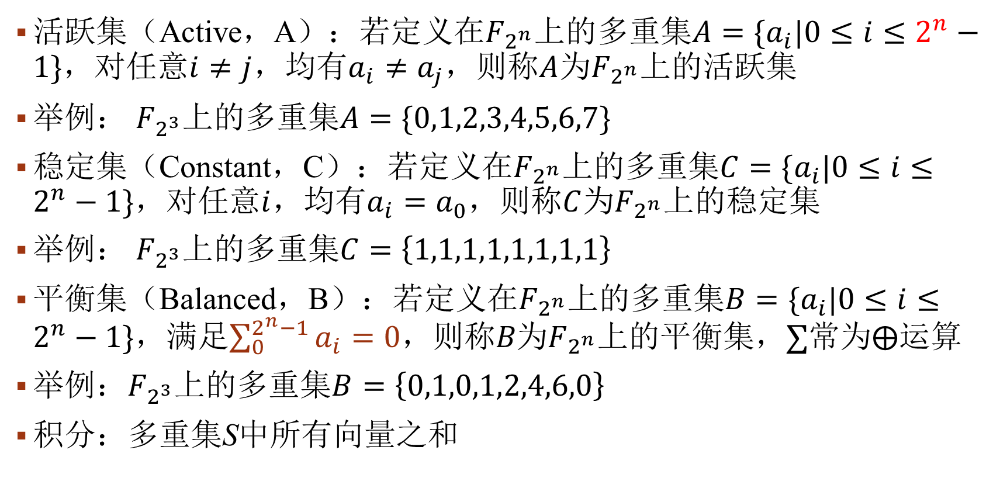 ▪ 活跃集（Active，A）：若定义在$F_{2^n}$上的多重集$A = \{a_i|0 \leq i \leq 2^n -$
$1\}$，对任意$i \neq j$，均有$a_i \neq a_j$，则称$A$为$F_{2^n}$上的活跃集
▪ 举例： $F_{2^3}$上的多重集$A = \{0,1,2,3,4,5,6,7\}$
▪ 稳定集（Constant，C）：若定义在$F_{2^n}$上的多重集$C = \{a_i|0 \leq i \leq$
$2^n - 1\}$，对任意$i$，均有$a_i = a_0$，则称$C$为$F_{2^n}$上的稳定集
▪ 举例： $F_{2^3}$上的多重集$C = \{1,1,1,1,1,1,1,1\}$
▪ 平衡集（Balanced，B）：若定义在$F_{2^n}$上的多重集$B = \{a_i|0 \leq i \leq$
$2^n - 1\}$，满足$\sum_0^{2^n-1} a_i = 0$，则称$B$为$F_{2^n}$上的平衡集，$\sum$常为$\oplus$运算
▪ 举例：$F_{2^3}$上的多重集$B = \{0,1,0,1,2,4,6,0\}$
▪ 积分：多重集$S$中所有向量之和